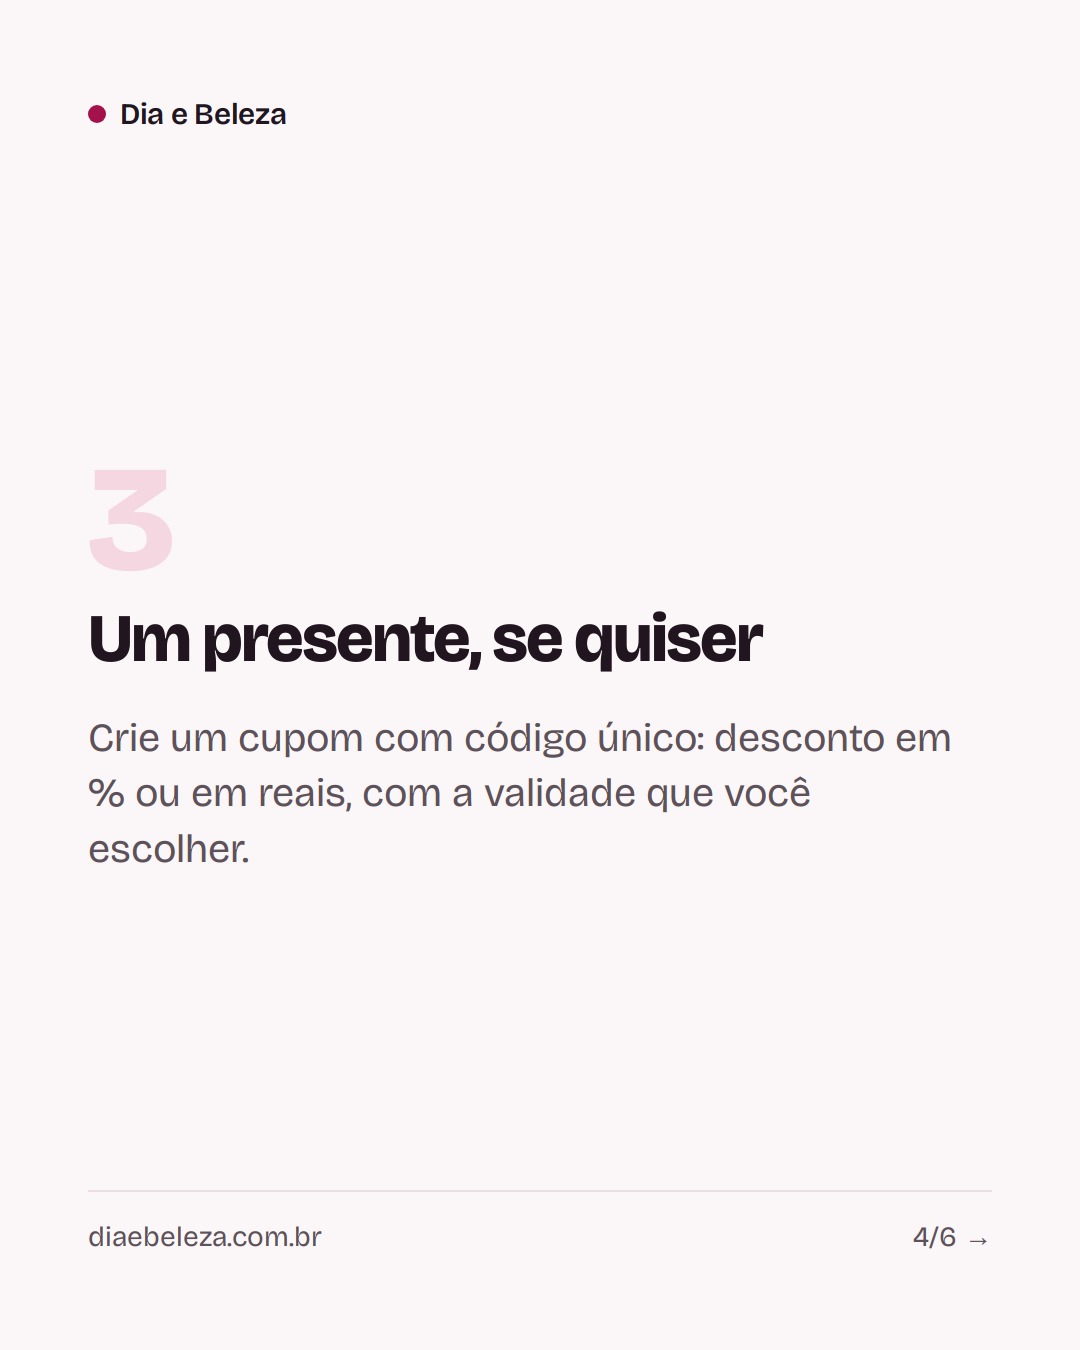 Dia e Beleza
3
Um presente, se quiser
Crie um cupom com código único: desconto em
% ou em reais, com a validade que você
escolher.
diaebeleza.com.br
4/6 →